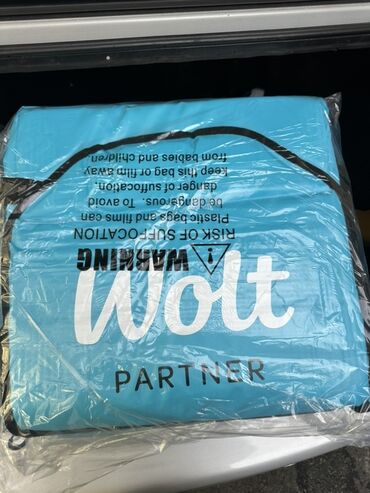 WARNING
RISK OF SUFFOCATION
Plastic bags and films can
be dangerous. To avoid
danger of suffocation.
Keep this bag or film away
from babies and children.
Wolt
PARTNER